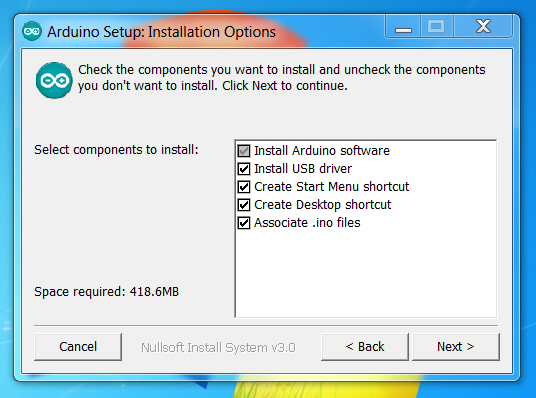 Arduino Setup: Installation Options
Check the components you want to install and uncheck the components
you don't want to install. Click Next to continue.
Select components to install:
Install Arduino software
Install USB driver
Create Start Menu shortcut
Create Desktop shortcut
Associate .ino files
Space required: 418.6MB
Cancel
Nullsoft Install System v3.0
< Back
Next >